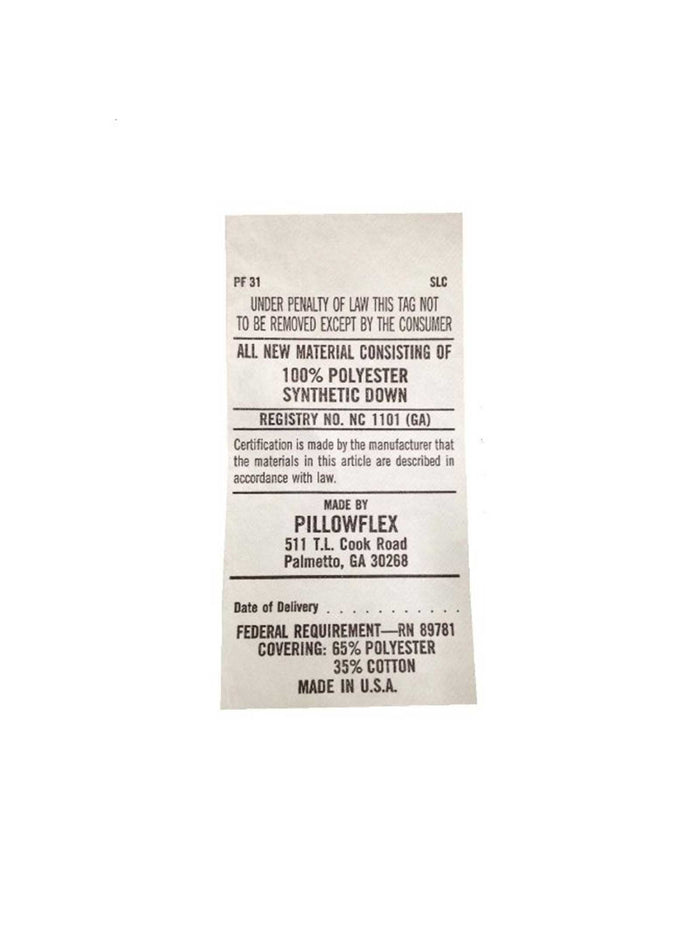 PF 31 SLC
UNDER PENALTY OF LAW THIS TAG NOT
TO BE REMOVED EXCEPT BY THE CONSUMER
ALL NEW MATERIAL CONSISTING OF
100% POLYESTER
SYNTHETIC DOWN
REGISTRY NO. NC 1101 (GA)
Certification is made by the manufacturer that
the materials in this article are described in
accordance with law.
MADE BY
PILLOWFLEX
511 T.L. Cook Road
Palmetto, GA 30268
Date of Delivery . . . . . . . . . . .
FEDERAL REQUIREMENT—RN 89781
COVERING: 65% POLYESTER
35% COTTON
MADE IN U.S.A.